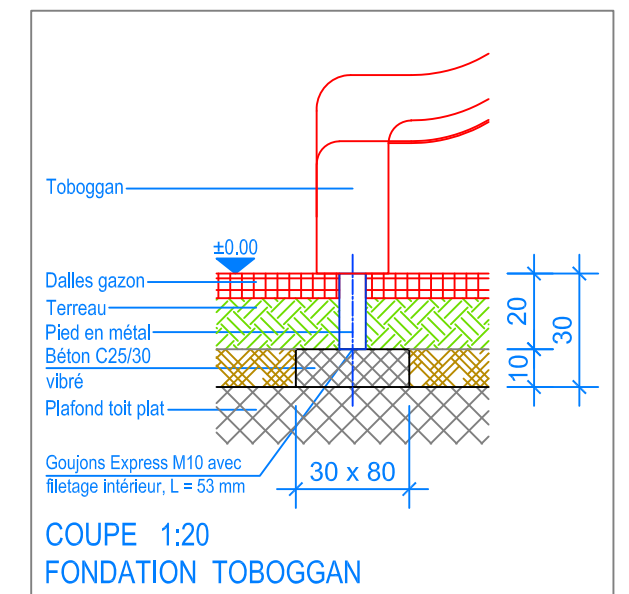 Toboggan
±0,00
Dalles gazon
Terreau
Pied en métal
Béton C25/30
vibré
Plafond toit plat
Goujons Express M10 avec
filetage intérieur, L = 53 mm
30 x 80
20
10
30
COUPE 1:20
FONDATION TOBOGGAN